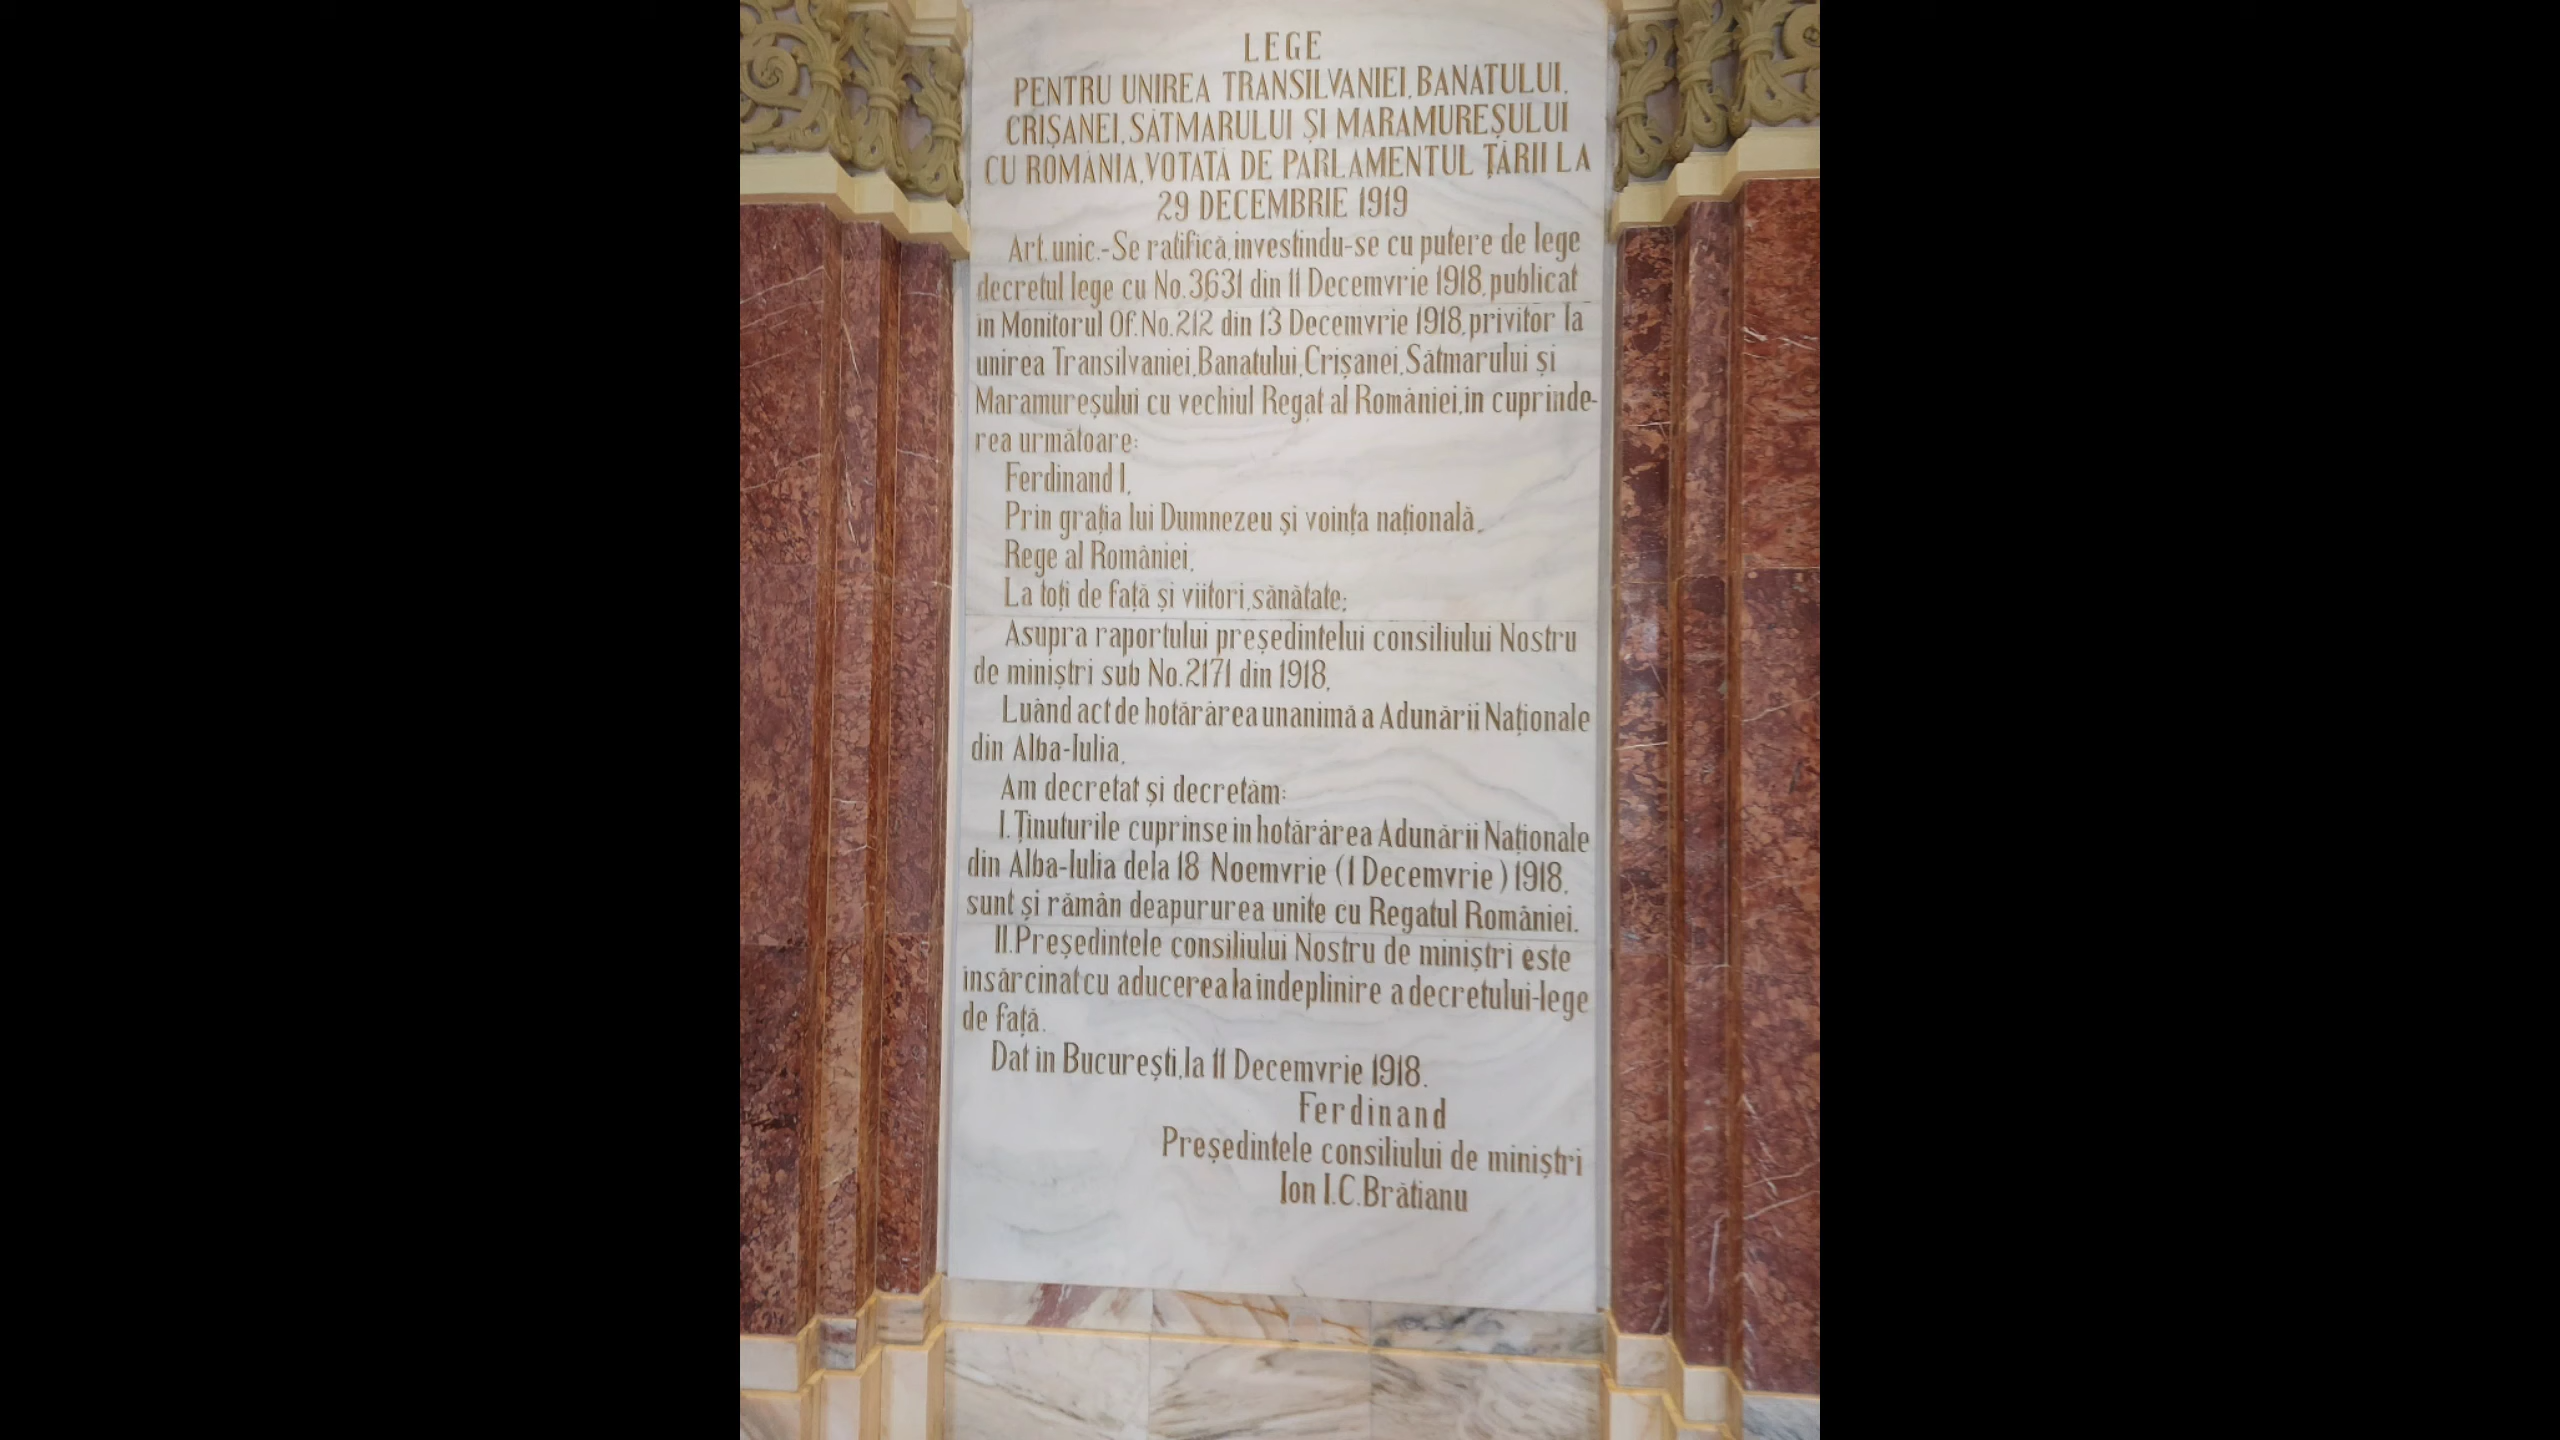 LEGE
PENTRU UNIREA TRANSILVANIEI, BANATULUI,
CRIȘANEI, SĂTMARULUI ȘI MARAMUREȘULUI
CU ROMÂNIA, VOTATĂ DE PARLAMENTUL ȚĂRII LA
29 DECEMBRIE 1919
Art. unic.-Se ratifică, investindu-se cu putere de lege
decretul lege cu No. 3631 din 11 Decemvrie 1918, publicat
in Monitorul Of. No. 212 din 13 Decemvrie 1918, privitor la
unirea Transilvaniei, Banatului, Crișanei, Sătmarului și
Maramureșului cu vechiul Regat al României, in cuprinde-
rea următoare:
Ferdinand I,
Prin grația lui Dumnezeu și voința națională,
Rege al României,
La toți de față și viitori, sănătate;
Asupra raportului președintelui consiliului Nostru
de miniștri sub No. 2171 din 1918,
Luând act de hotărârea unanimă a Adunării Naționale
din Alba-Iulia,
Am decretat și decretăm:
I. Ținuturile cuprinse in hotărârea Adunării Naționale
din Alba-Iulia dela 18 Noemvrie (1 Decemvrie) 1918,
sunt și rămân deapururea unite cu Regatul României.
II. Președintele consiliului Nostru de miniștri este
insărcinat cu aducerea la indeplinire a decretului-lege
de față.
Dat in București, la 11 Decemvrie 1918.
Ferdinand
Președintele consiliului de miniștri
Ion I.C. Brătianu